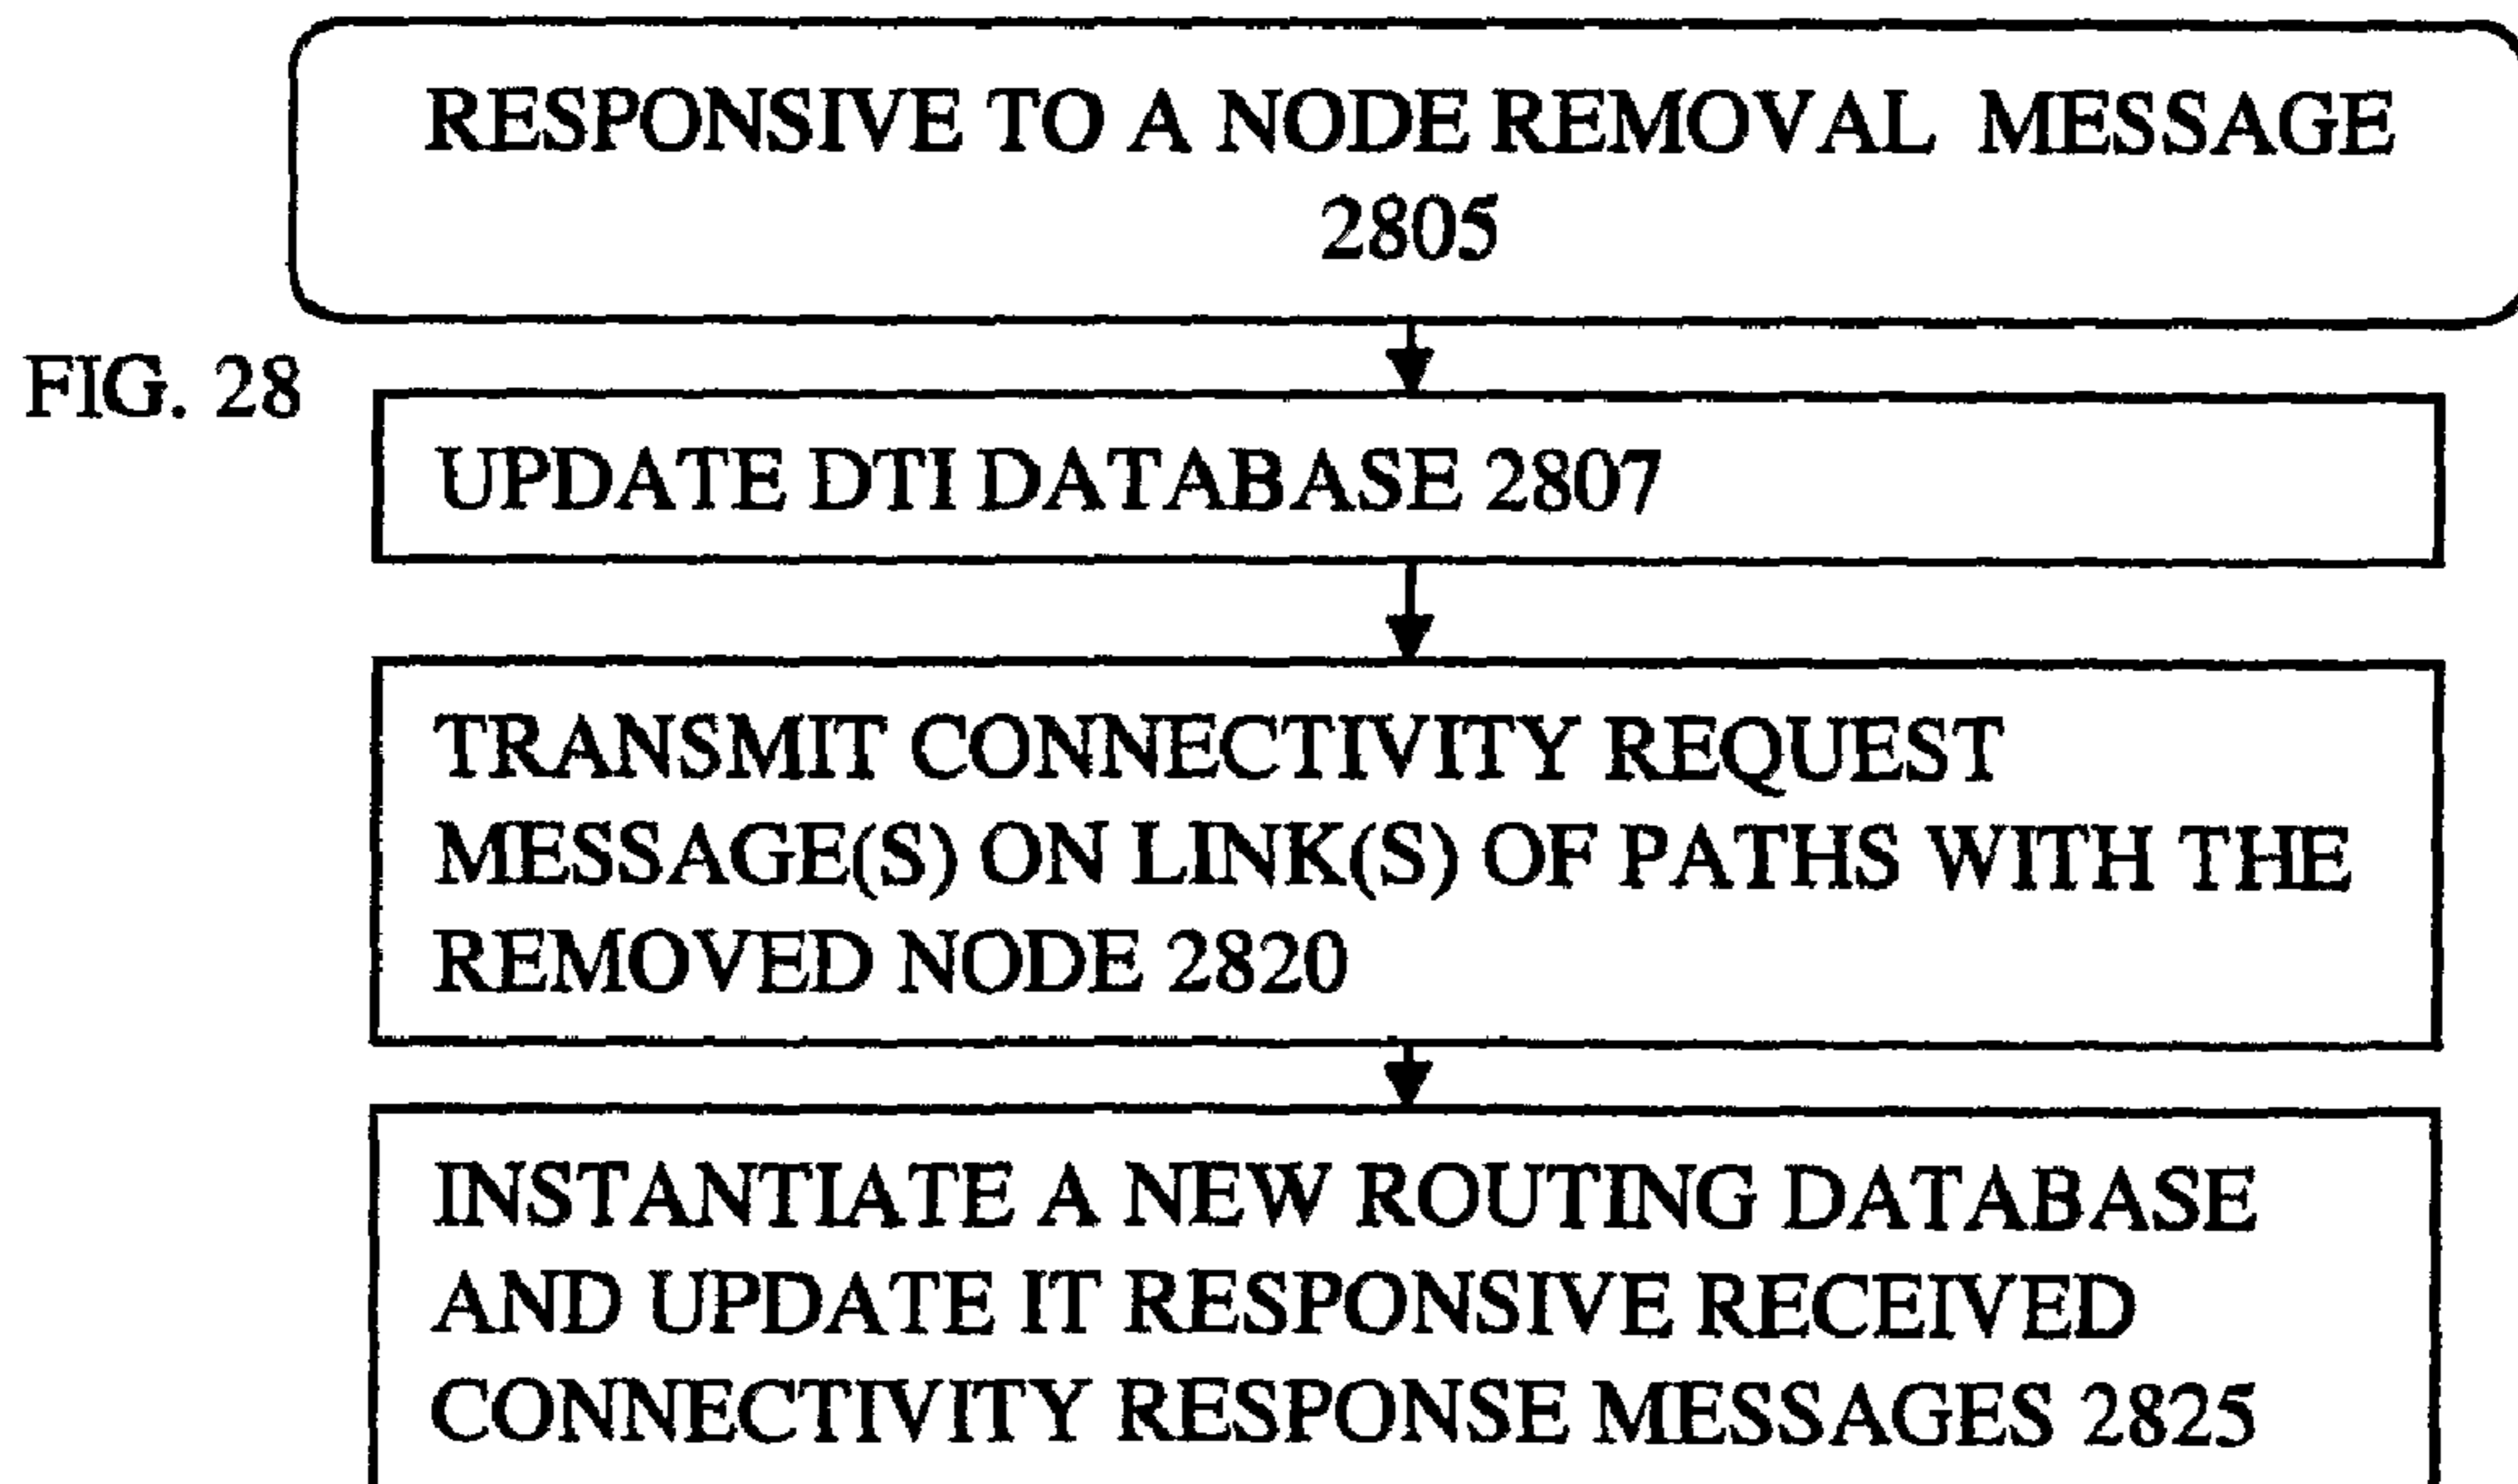 RESPONSIVE TO A NODE REMOVAL MESSAGE
2805
FIG. 28
UPDATE DTI DATABASE 2807
TRANSMIT CONNECTIVITY REQUEST
MESSAGE(S) ON LINK(S) OF PATHS WITH THE
REMOVED NODE 2820
INSTANTIATE A NEW ROUTING DATABASE
AND UPDATE IT RESPONSIVE RECEIVED
CONNECTIVITY RESPONSE MESSAGES 2825